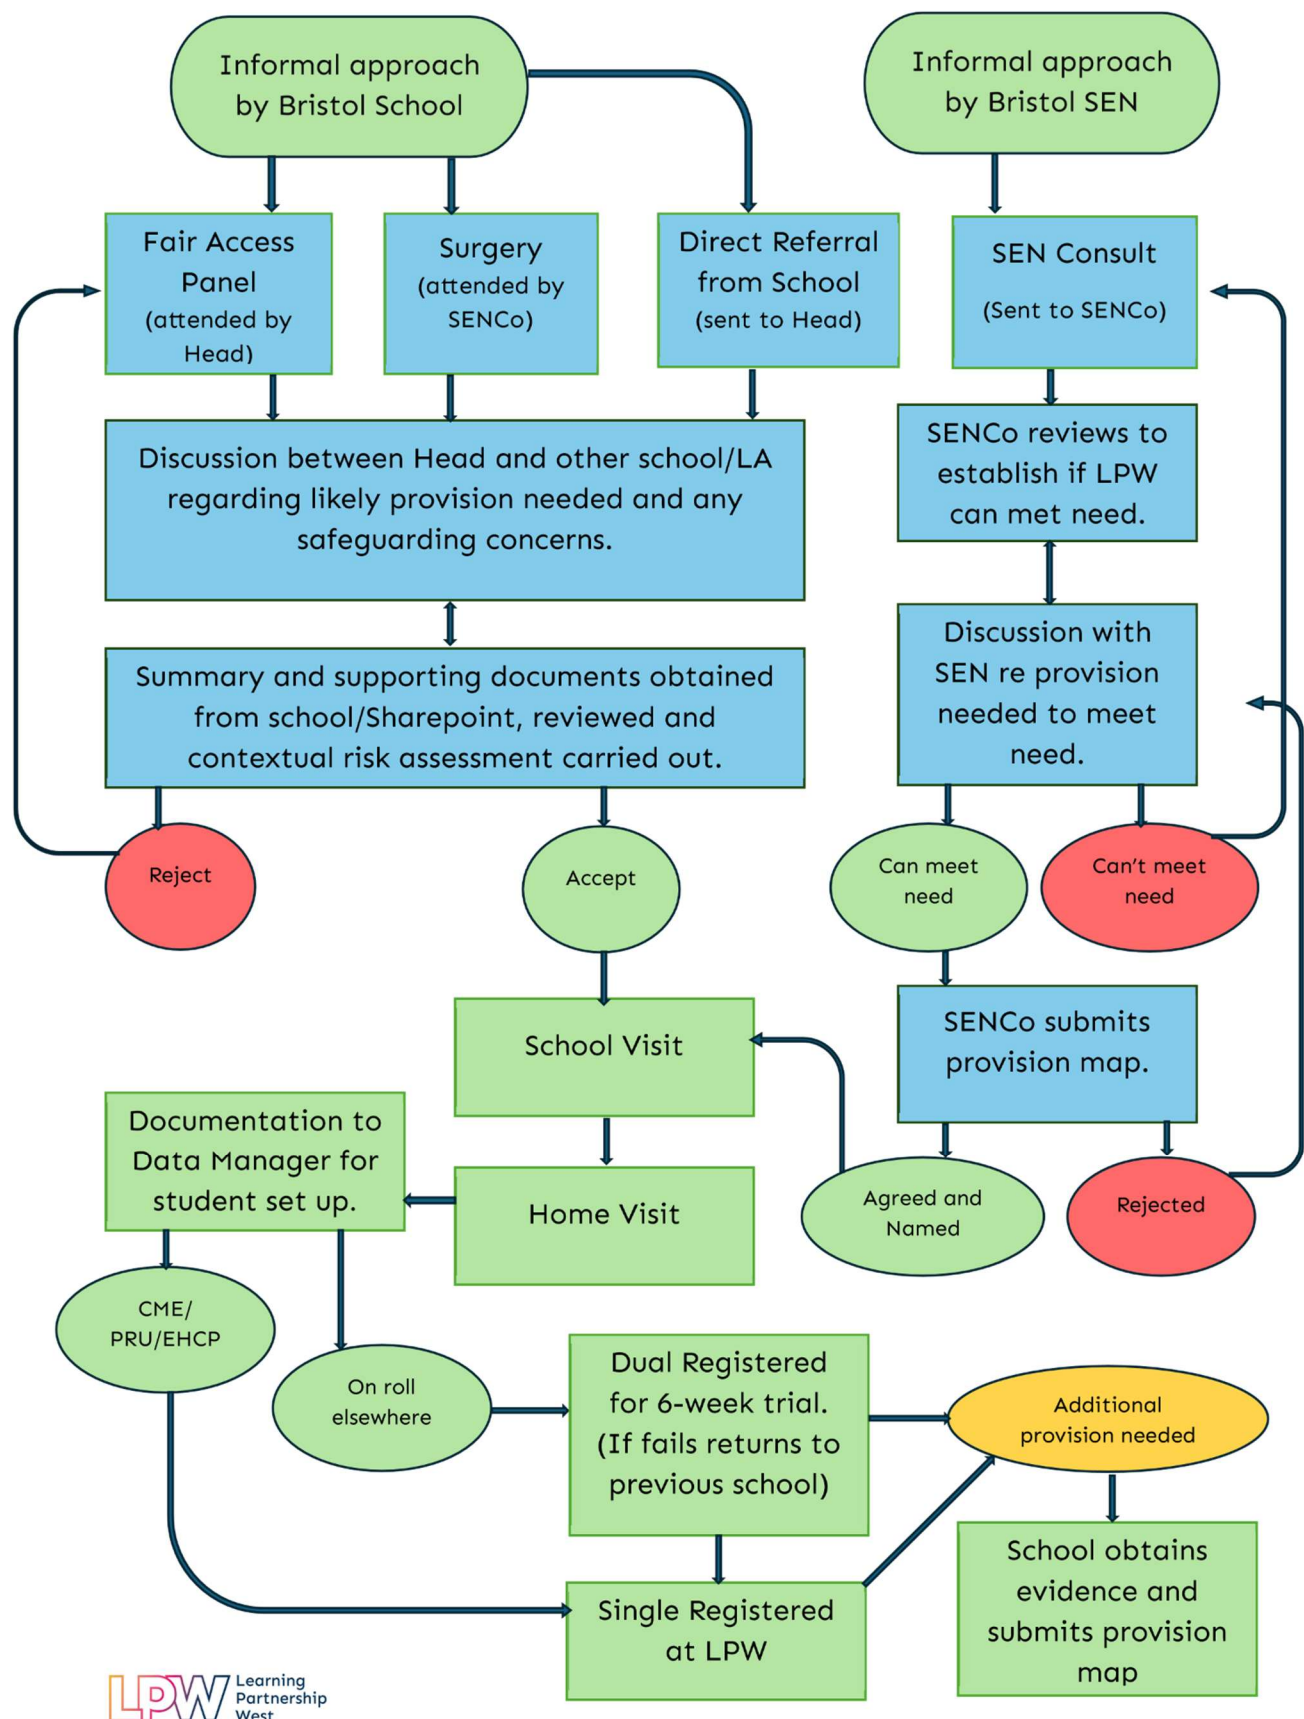 Informal approach
by Bristol School
Informal approach
by Bristol SEN
Fair Access
Panel
(attended by
Head)
Surgery
(attended by
SENCo)
Direct Referral
from School
(sent to Head)
SEN Consult
(Sent to SENCo)
Discussion between Head and other school/LA
regarding likely provision needed and any
safeguarding concerns.
SENCo reviews to
establish if LPW
can met need.
Summary and supporting documents obtained
from school/Sharepoint, reviewed and
contextual risk assessment carried out.
Discussion with
SEN re provision
needed to meet
need.
Reject
Accept
Can meet
need
Can't meet
need
School Visit
SENCo submits
provision map.
Documentation to
Data Manager for
student set up.
Home Visit
Agreed and
Named
Rejected
CME/
PRU/EHCP
On roll
elsewhere
Dual Registered
for 6-week trial.
(If fails returns to
previous school)
Additional
provision needed
Single Registered
at LPW
School obtains
evidence and
submits provision
map
LPW
Learning
Partnership
West